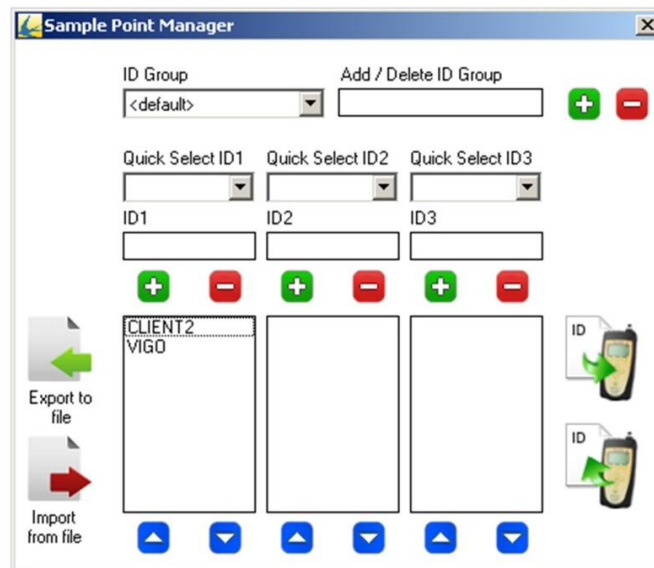 Sample Point Manager
ID Group
Add / Delete ID Group
<default>
Quick Select ID1
Quick Select ID2
Quick Select ID3
ID1
ID2
ID3
CLIENT2
VIGO
Export to
file
Import
from file
ID
ID